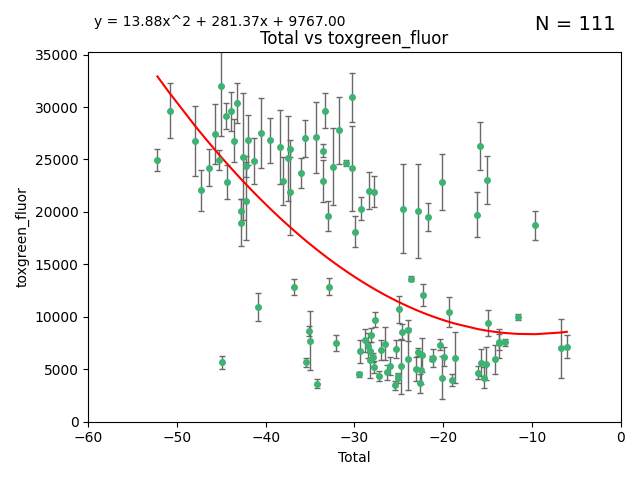 y = 13.88x^2 + 281.37x + 9767.00
N = 111
Total vs toxgreen_fluor
35000
30000
25000
20000
15000
10000
5000
0
toxgreen_fluor
−60 −50 −40 −30 −20 −10 0
Total